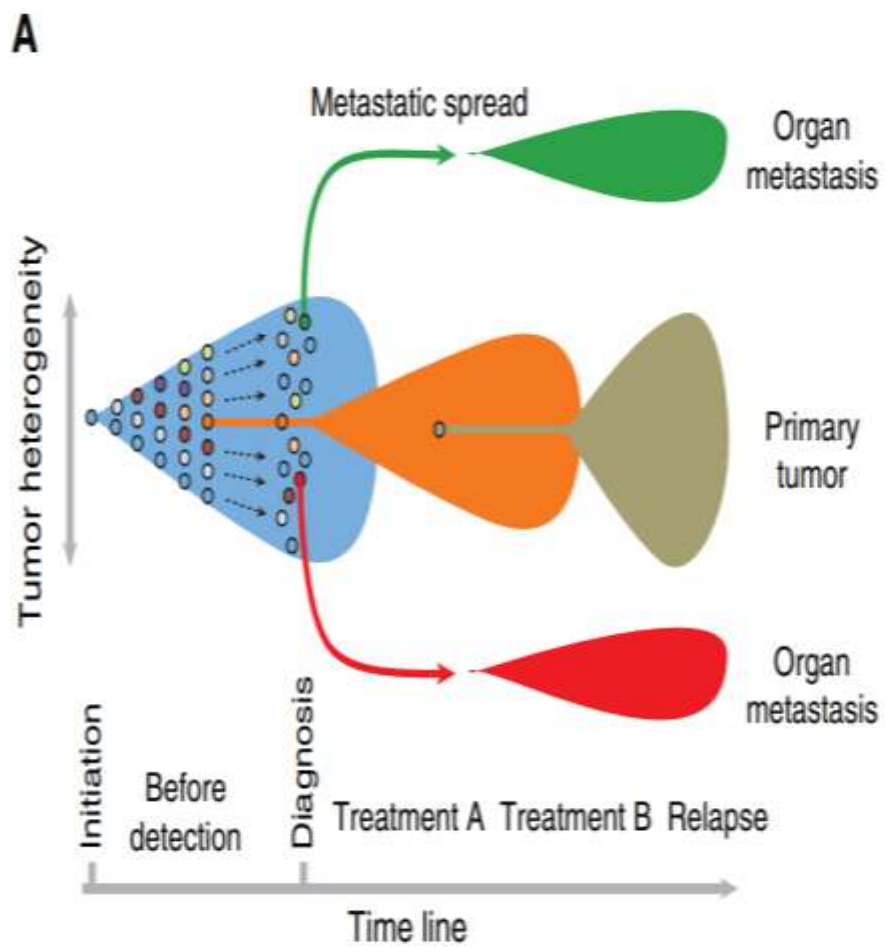 A
Metastatic spread
Organ
metastasis
Tumor heterogeneity
Primary
tumor
Organ
metastasis
Initiation
Before
detection
Diagnosis
Treatment A
Treatment B
Relapse
Time line